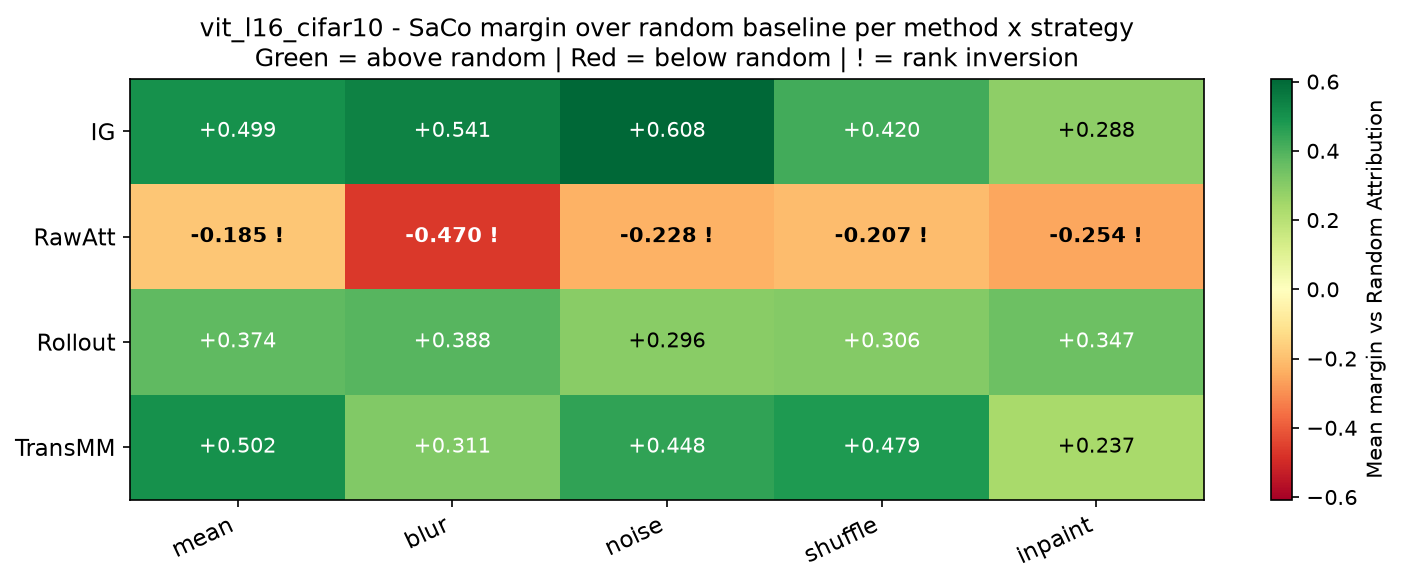 vit_l16_cifar10 - SaCo margin over random baseline per method x strategy
Green = above random | Red = below random | ! = rank inversion
IG +0.499 +0.541 +0.608 +0.420 +0.288
RawAtt -0.185 ! -0.470 ! -0.228 ! -0.207 ! -0.254 !
Rollout +0.374 +0.388 +0.296 +0.306 +0.347
TransMM +0.502 +0.311 +0.448 +0.479 +0.237
mean blur noise shuffle inpaint
0.6
0.4
0.2
0.0
−0.2
−0.4
−0.6
Mean margin vs Random Attribution